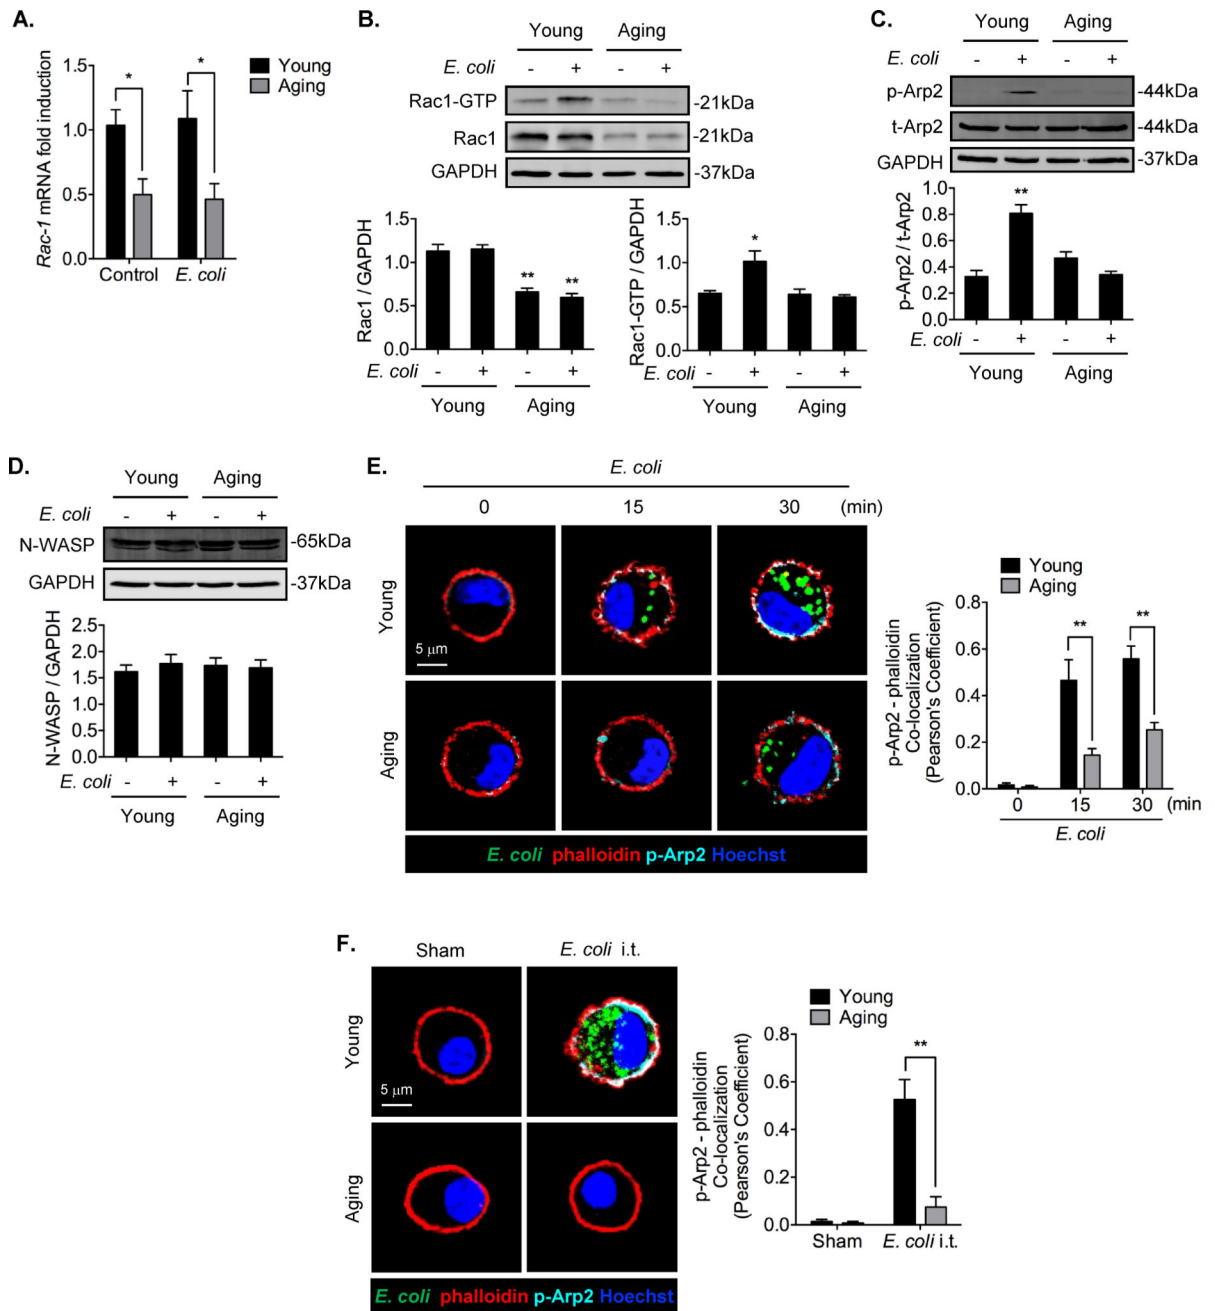 A.
Rac-1 mRNA fold induction
1.5
1.0
0.5
0.0
Control
E. coli
*
*
Young
Aging
B.
Young
Aging
E. coli - + - +
Rac1-GTP -21kDa
Rac1 -21kDa
GAPDH -37kDa
Rac1 / GAPDH
1.5
1.0
0.5
0.0
**
**
E. coli - + - +
Young
Aging
Rac1-GTP / GAPDH
1.5
1.0
0.5
0
*
E. coli - + - +
Young
Aging
C.
Young
Aging
E. coli - + - +
p-Arp2 -44kDa
t-Arp2 -44kDa
GAPDH -37kDa
p-Arp2 / t-Arp2
1.0
0.8
0.6
0.4
0.2
0.0
**
E. coli - + - +
Young
Aging
D.
Young
Aging
E. coli - + - +
N-WASP -65kDa
GAPDH -37kDa
N-WASP / GAPDH
2.5
2.0
1.5
1.0
0.5
0.0
E. coli - + - +
Young
Aging
E.
E. coli
0 15 30 (min)
Young
5 μm
Aging
E. coli phalloidin p-Arp2 Hoechst
Young
Aging
p-Arp2 - phalloidin
Co-localization
(Pearson's Coefficient)
0.8
0.6
0.4
0.2
0.0
**
**
0 15 30 (min
E. coli
F.
Sham
E. coli i.t.
Young
5 μm
Aging
E. coli phalloidin p-Arp2 Hoechst
Young
Aging
p-Arp2 - phalloidin
Co-localization
(Pearson's Coefficient)
0.8
0.6
0.4
0.2
0.0
**
Sham
E. coli i.t.